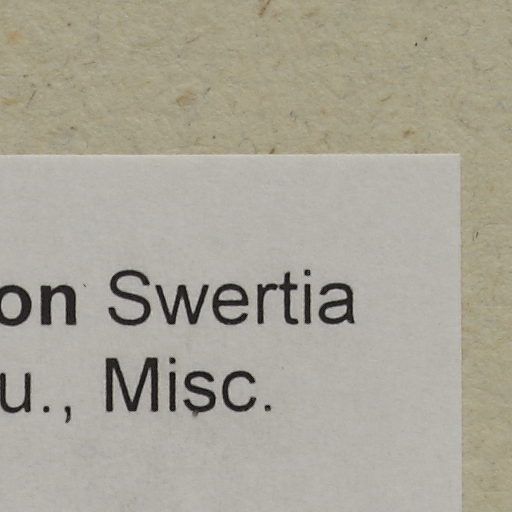 on Swertia
u., Misc.